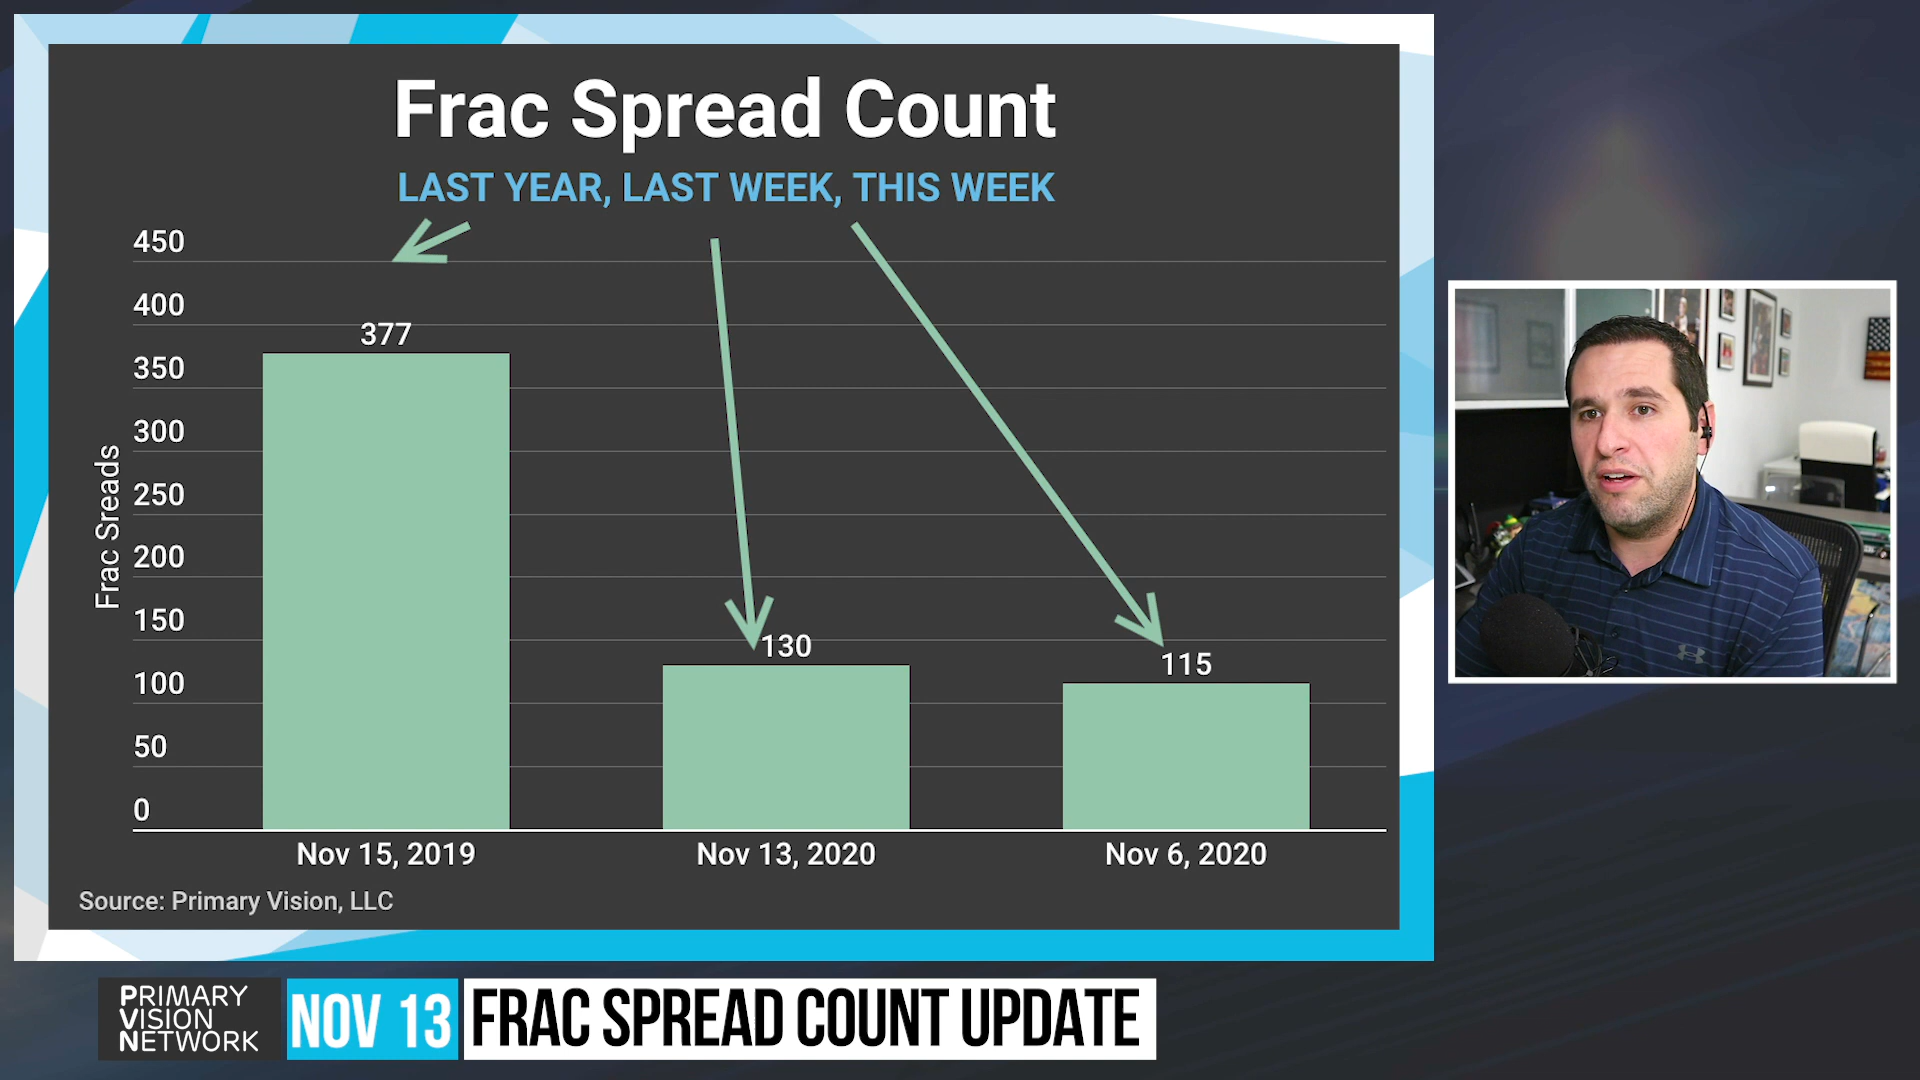 Frac Spread Count
LAST YEAR, LAST WEEK, THIS WEEK
450
400
350
300
250
200
150
100
50
0
Frac Sreads
377
130
115
Nov 15, 2019
Nov 13, 2020
Nov 6, 2020
Source: Primary Vision, LLC
PRIMARY
VISION
NETWORK
NOV 13
FRAC SPREAD COUNT UPDATE